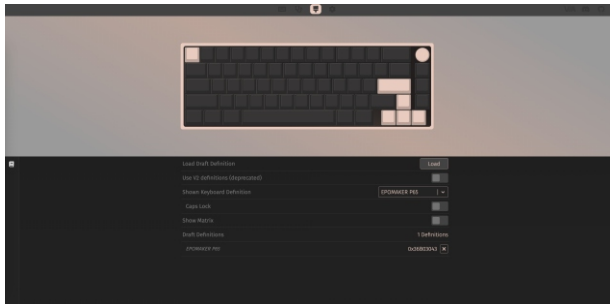 Load Draft Definition Load
Use V2 definitions (deprecated)
Shown Keyboard Definition EPOMAKER P65
Caps Lock
Show Matrix
Draft Definitions 1 Definitions
EPOMAKER P65 0x36B03043